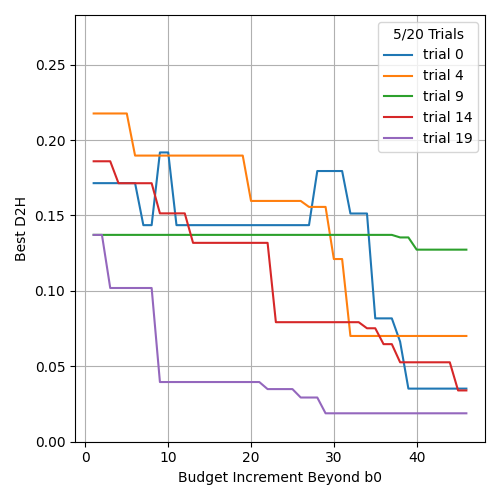 5/20 Trials
trial 0
trial 4
trial 9
trial 14
trial 19
0.25
0.20
0.15
0.10
0.05
0.00
Best D2H
0 10 20 30 40
Budget Increment Beyond b0